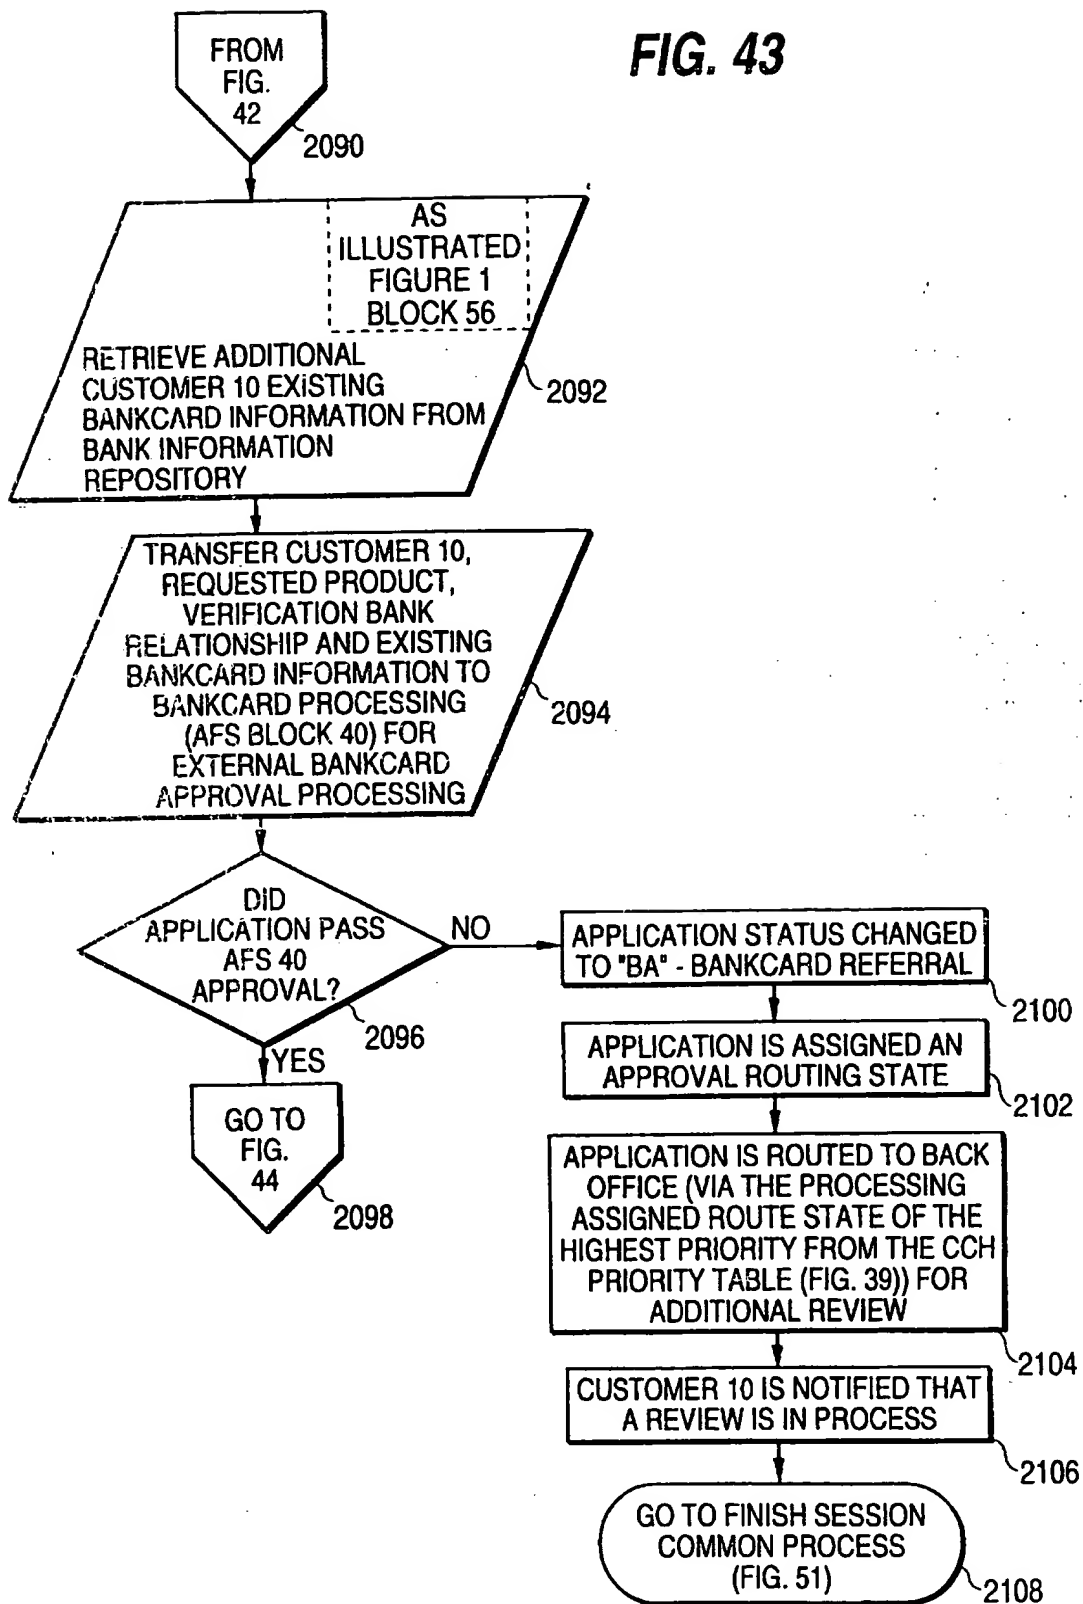 FIG. 43
FROM
FIG.
42
2090
AS
ILLUSTRATED
FIGURE 1
BLOCK 56
RETRIEVE ADDITIONAL
CUSTOMER 10 EXISTING
BANKCARD INFORMATION FROM
BANK INFORMATION
REPOSITORY
2092
TRANSFER CUSTOMER 10,
REQUESTED PRODUCT,
VERIFICATION BANK
RELATIONSHIP AND EXISTING
BANKCARD INFORMATION TO
BANKCARD PROCESSING
(AFS BLOCK 40) FOR
EXTERNAL BANKCARD
APPROVAL PROCESSING
2094
DID
APPLICATION PASS
AFS 40
APPROVAL?
2096
NO
YES
GO TO
FIG.
44
2098
APPLICATION STATUS CHANGED
TO "BA" - BANKCARD REFERRAL
2100
APPLICATION IS ASSIGNED AN
APPROVAL ROUTING STATE
2102
APPLICATION IS ROUTED TO BACK
OFFICE (VIA THE PROCESSING
ASSIGNED ROUTE STATE OF THE
HIGHEST PRIORITY FROM THE CCH
PRIORITY TABLE (FIG. 39)) FOR
ADDITIONAL REVIEW
2104
CUSTOMER 10 IS NOTIFIED THAT
A REVIEW IS IN PROCESS
2106
GO TO FINISH SESSION
COMMON PROCESS
(FIG. 51)
2108